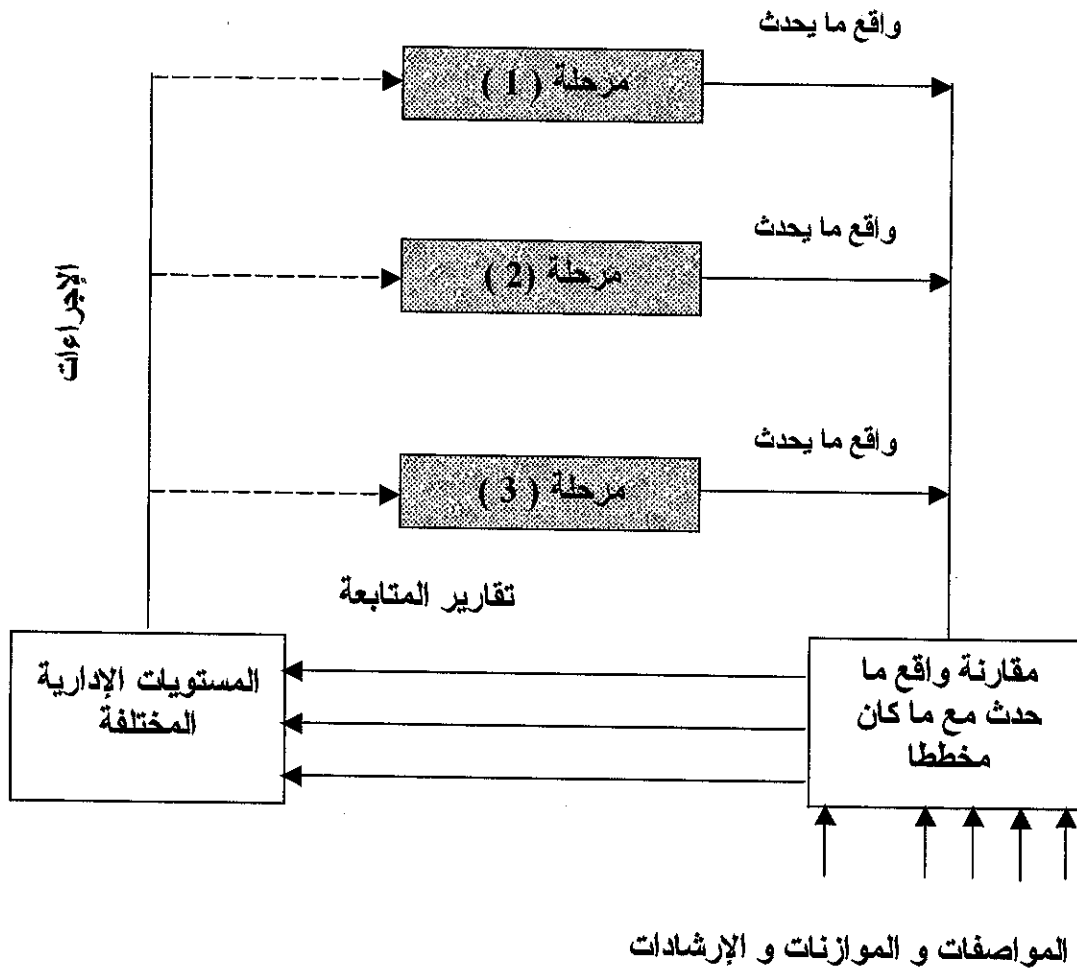 واقع ما يحدث
مرحلة ( 1 )
واقع ما يحدث
مرحلة ( 2 )
الإجراءات
واقع ما يحدث
مرحلة ( 3 )
تقارير المتابعة
مقارنة واقع ما
حدث مع ما كان
مخططا
المستويات الإدارية
المختلفة
المواصفات و الموازنات و الإرشادات